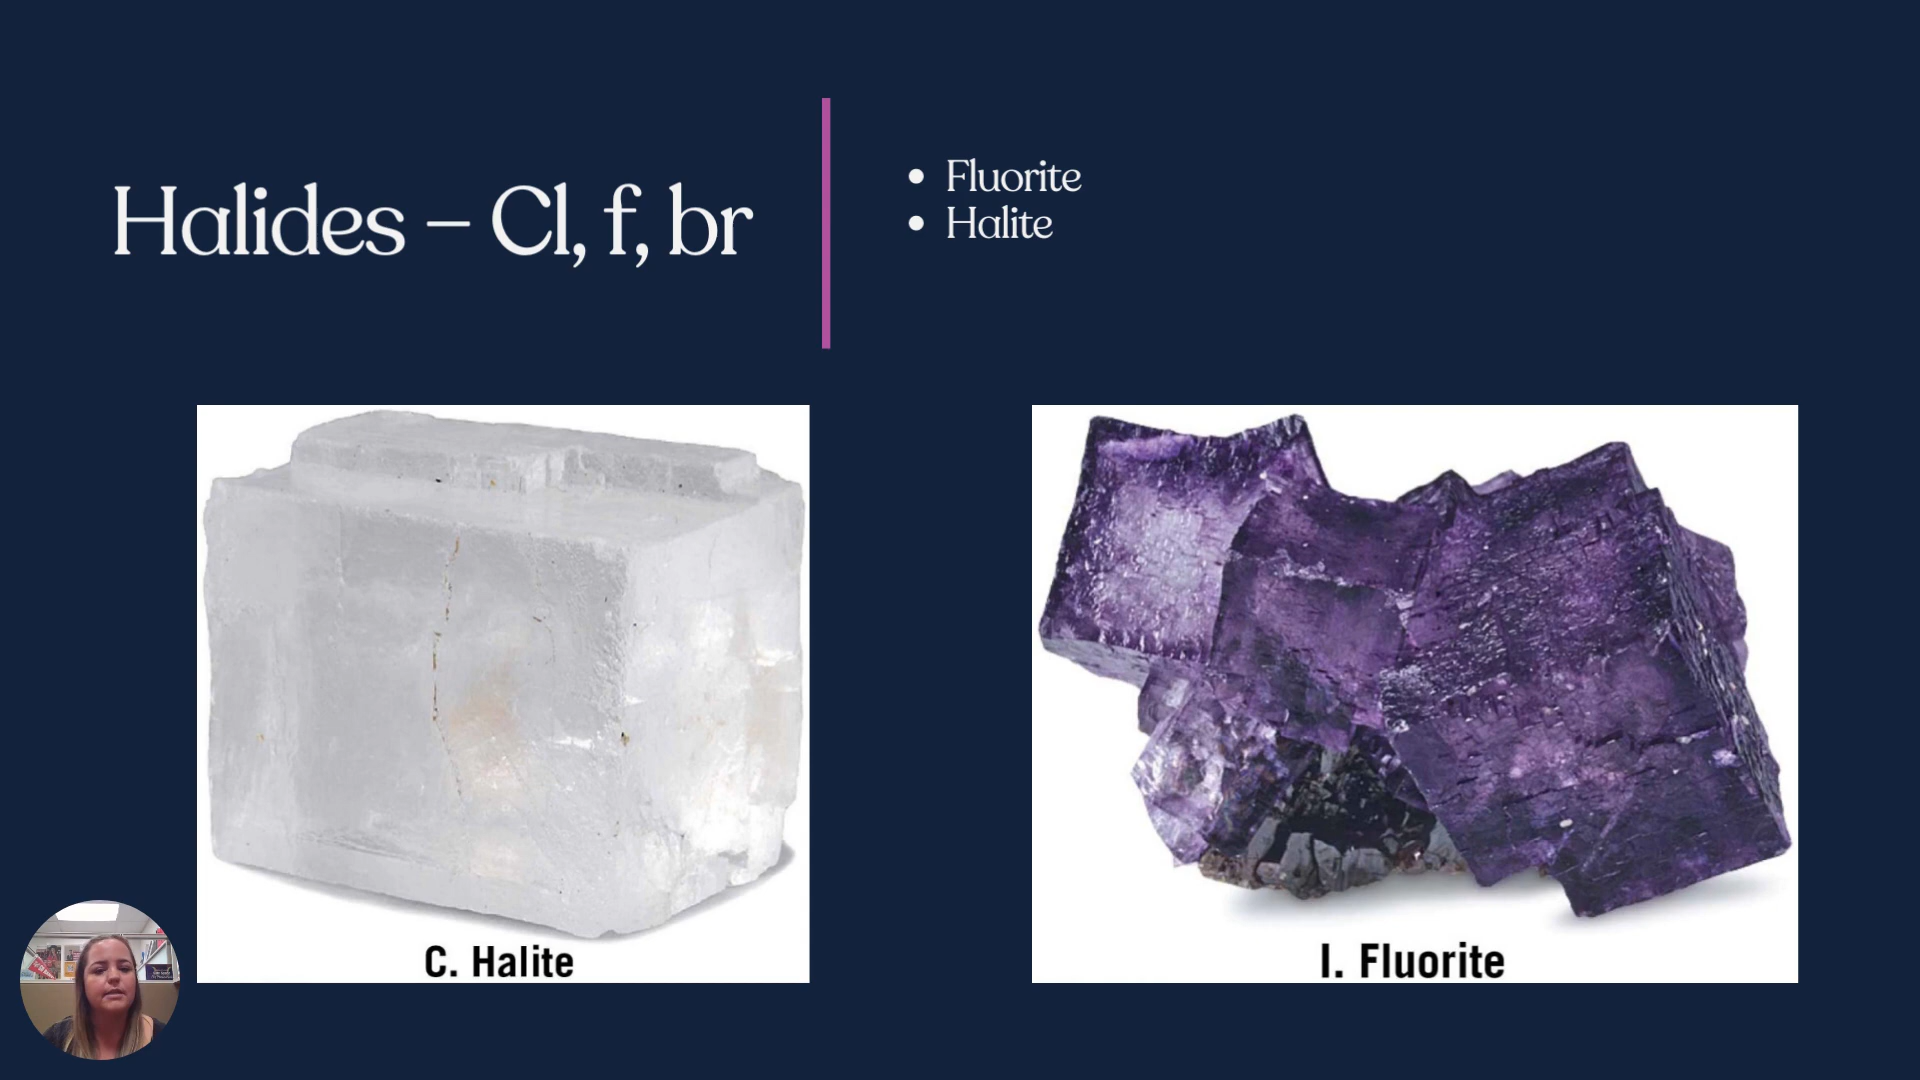 Halides – Cl, f, br
• Fluorite
• Halite
C. Halite
I. Fluorite